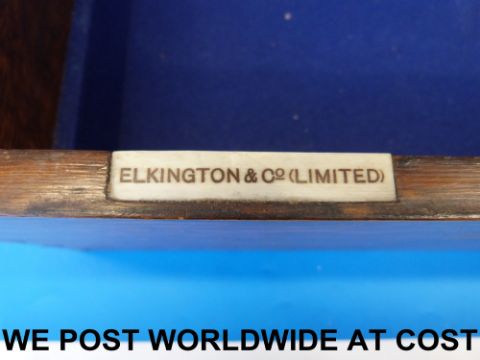 ELKINGTON & Cº (LIMITED)
WE POST WORLDWIDE AT COST